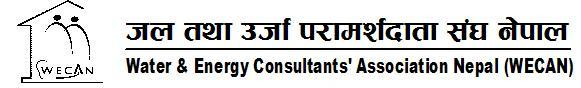 WECAN
जल तथा उर्जा परामर्शदाता संघ नेपाल
Water & Energy Consultants' Association Nepal (WECAN)